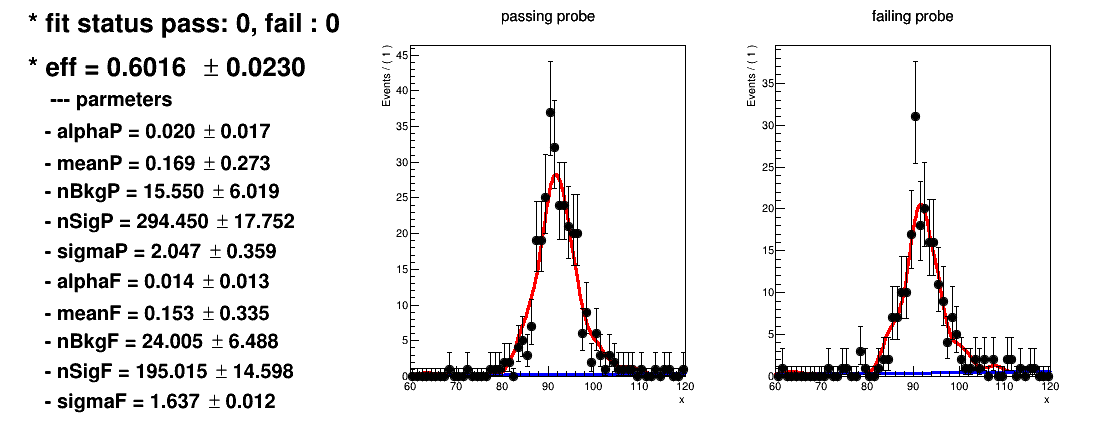 * fit status pass: 0, fail : 0
* eff = 0.6016 ± 0.0230
--- parmeters
- alphaP = 0.020 ± 0.017
- meanP = 0.169 ± 0.273
- nBkgP = 15.550 ± 6.019
- nSigP = 294.450 ± 17.752
- sigmaP = 2.047 ± 0.359
- alphaF = 0.014 ± 0.013
- meanF = 0.153 ± 0.335
- nBkgF = 24.005 ± 6.488
- nSigF = 195.015 ± 14.598
- sigmaF = 1.637 ± 0.012
passing probe
Events / ( 1 )
45
40
35
30
25
20
15
10
5
0
60 70 80 90 100 110 120
x
failing probe
Events / ( 1 )
35
30
25
20
15
10
5
0
60 70 80 90 100 110 120
x